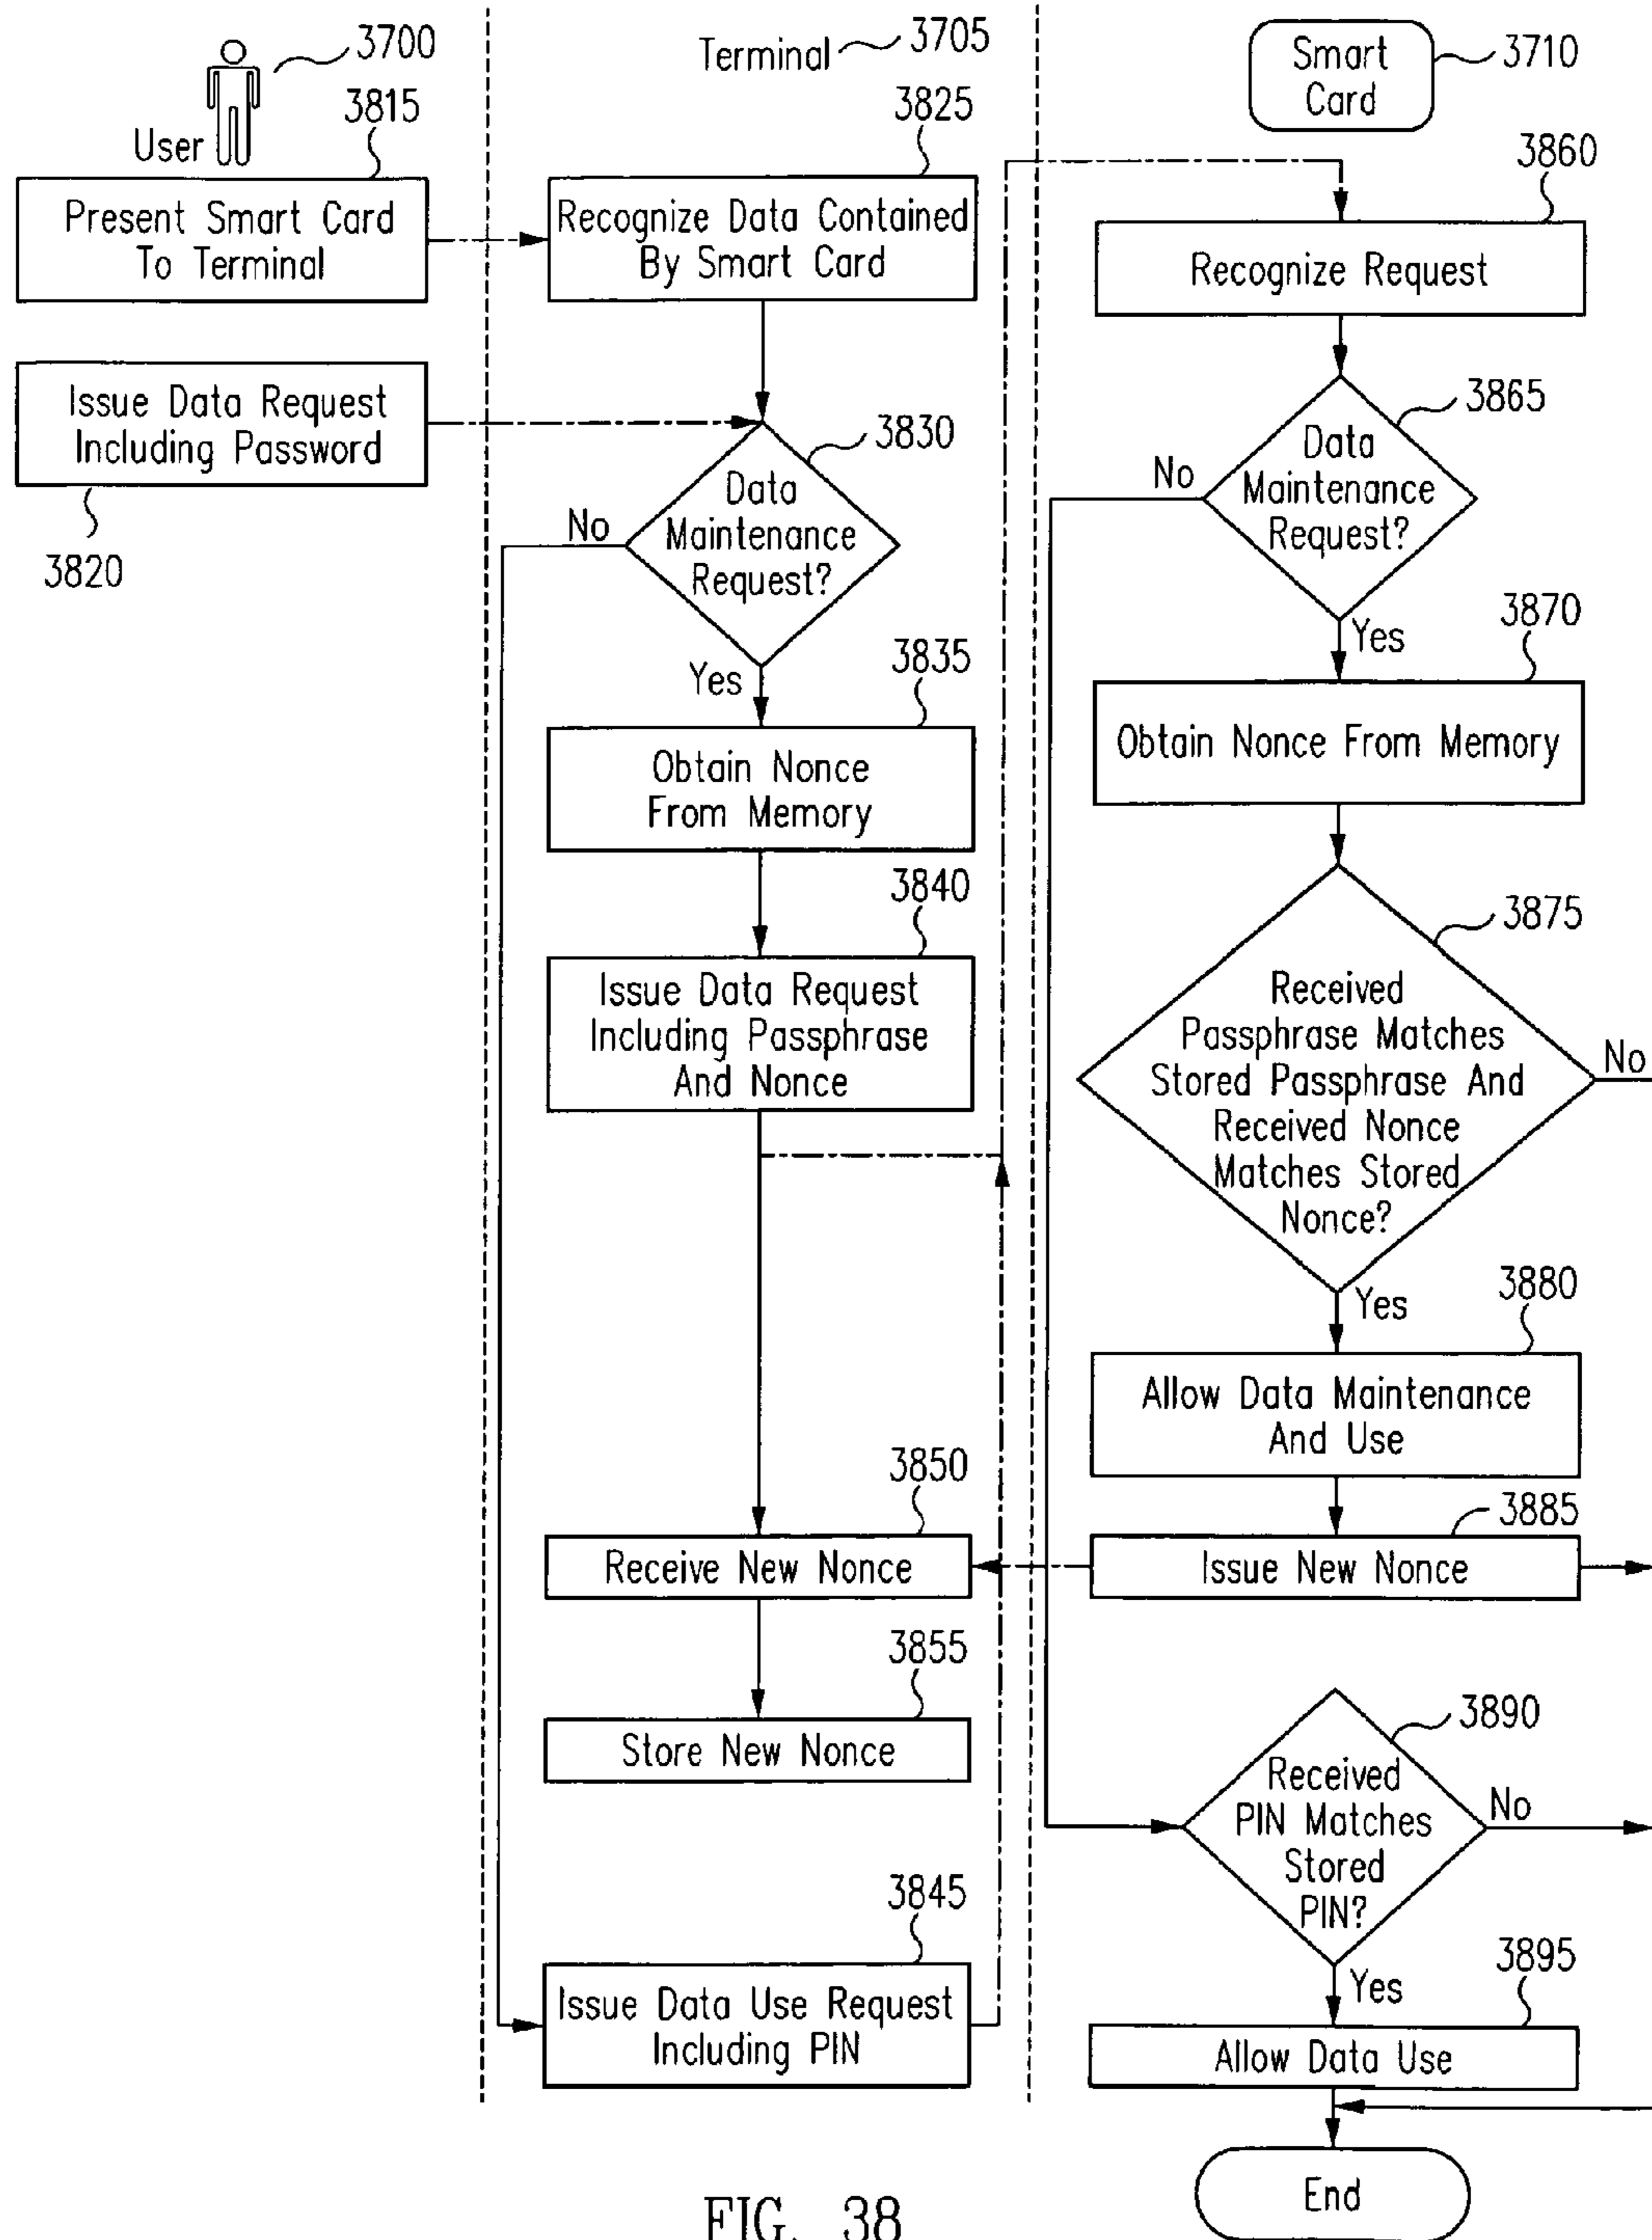 3700
User
3815
Present Smart Card
To Terminal
Issue Data Request
Including Password
3820
Terminal
3705
3825
Recognize Data Contained
By Smart Card
3830
Data
Maintenance
Request?
No
Yes
3835
Obtain Nonce
From Memory
3840
Issue Data Request
Including Passphrase
And Nonce
3850
Receive New Nonce
3855
Store New Nonce
3845
Issue Data Use Request
Including PIN
Smart
Card
3710
3860
Recognize Request
3865
Data
Maintenance
Request?
No
Yes
3870
Obtain Nonce From Memory
3875
Received
Passphrase Matches
Stored Passphrase And
Received Nonce
Matches Stored
Nonce?
No
Yes
3880
Allow Data Maintenance
And Use
3885
Issue New Nonce
3890
Received
PIN Matches
Stored
PIN?
No
Yes
3895
Allow Data Use
End
FIG. 38